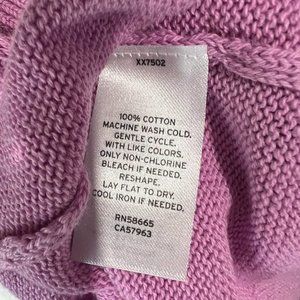 XX7502
100% COTTON
MACHINE WASH COLD.
GENTLE CYCLE.
WITH LIKE COLORS.
ONLY NON-CHLORINE
BLEACH IF NEEDED.
RESHAPE.
LAY FLAT TO DRY.
COOL IRON IF NEEDED.
RN58665
CA57963